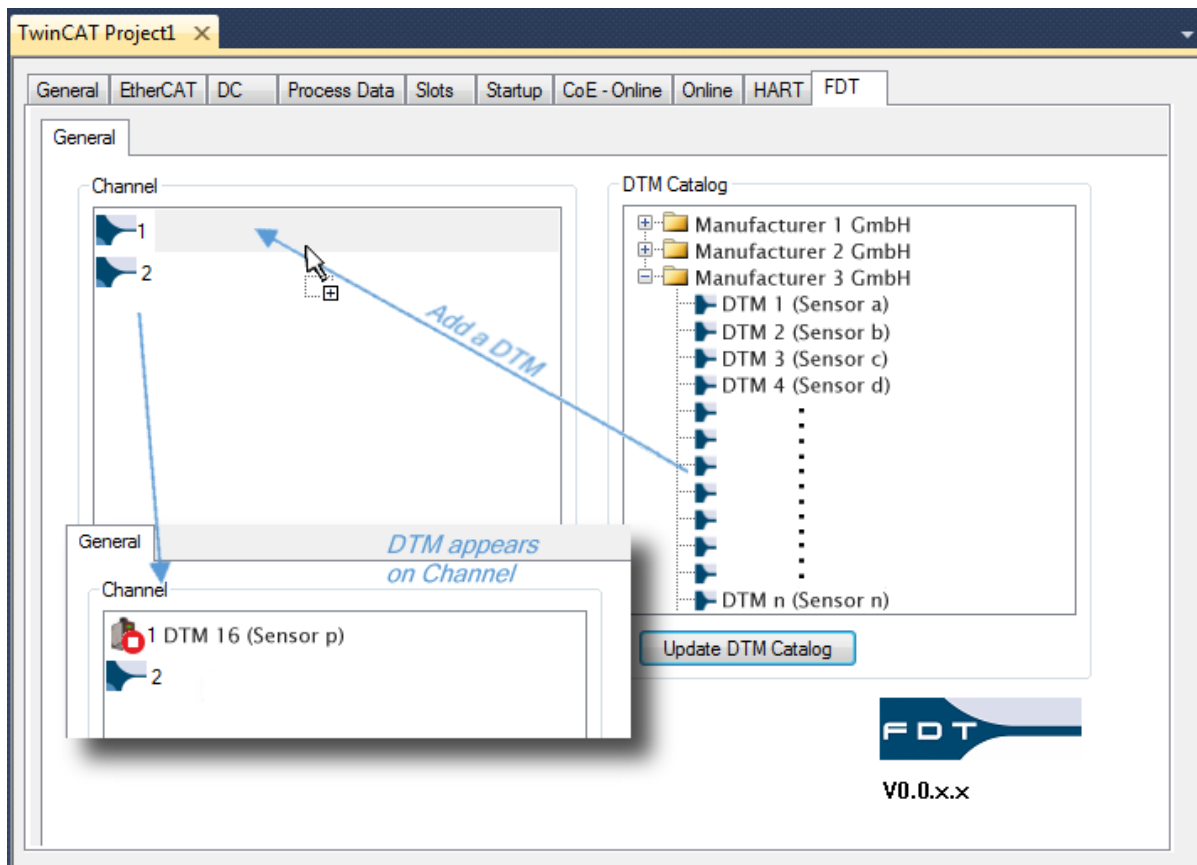 TwinCAT Project1
General EtherCAT DC Process Data Slots Startup CoE - Online Online HART FDT
General
Channel
1
2
Add a DTM
DTM Catalog
Manufacturer 1 GmbH
Manufacturer 2 GmbH
Manufacturer 3 GmbH
DTM 1 (Sensor a)
DTM 2 (Sensor b)
DTM 3 (Sensor c)
DTM 4 (Sensor d)
DTM n (Sensor n)
Update DTM Catalog
General
DTM appears
on Channel
Channel
1 DTM 16 (Sensor p)
2
FDT
V0.0.x.x